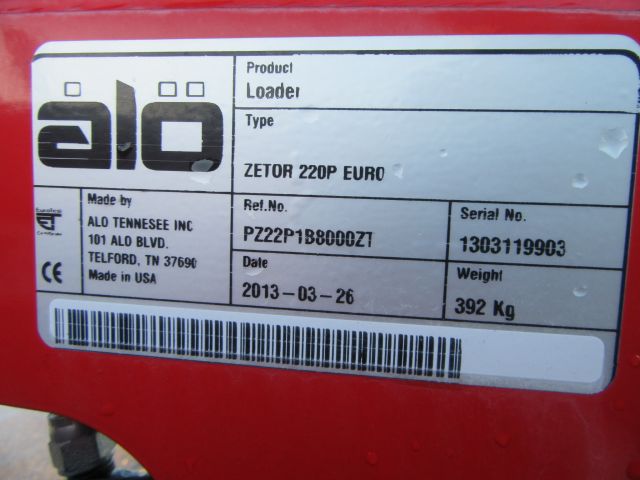 älö
Product
Loader
Type
ZETOR 220P EURO
Made by
ALO TENNESEE INC
101 ALO BLVD.
TELFORD, TN 37690
Made in USA
Ref.No.
PZ22P1B8000ZT
Serial No.
1303119903
Date
2013-03-26
Weight
392 Kg
CE